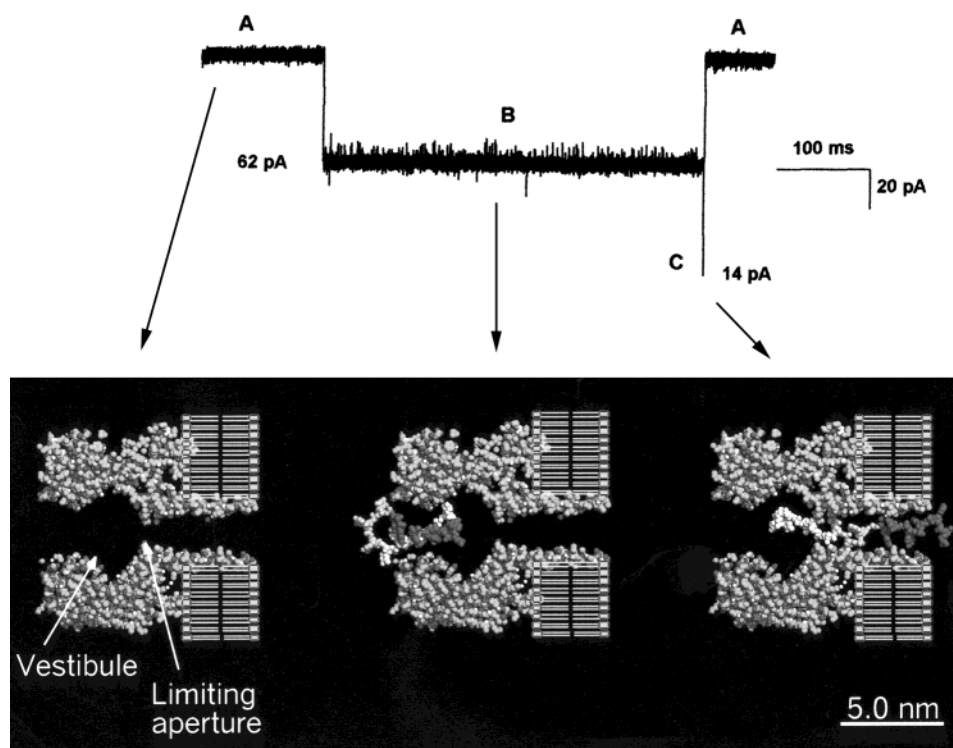 A
A
B
62 pA
100 ms
20 pA
C
14 pA
Vestibule
Limiting
aperture
5.0 nm